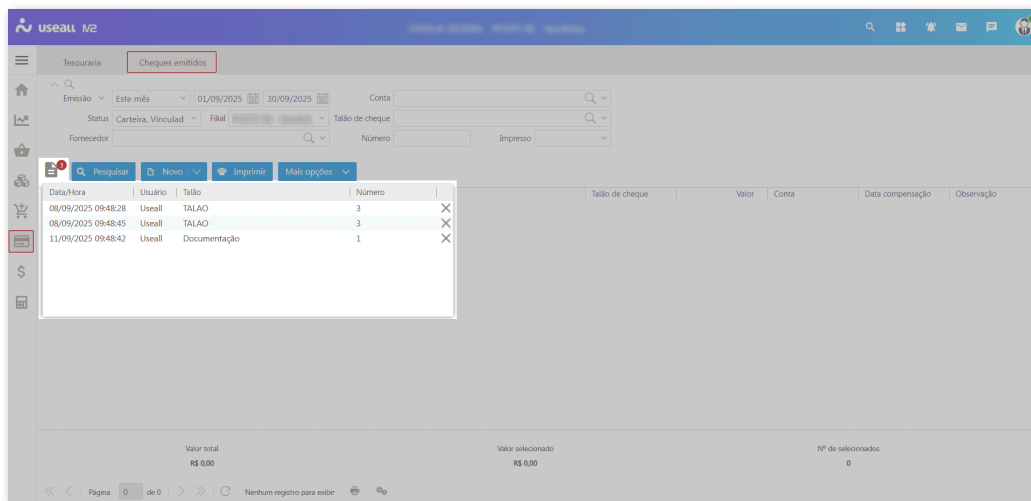 useall M2
Tesouraria Cheques emitidos
Emissão Este mês 01/09/2025 30/09/2025 Conta
Status Carteira, Vinculad Filial Talão de cheque
Fornecedor Número Impresso
3 Pesquisar Novo Imprimir Mais opções
Data/Hora Usuário Talão Número Talão de cheque Valor Conta Data compensação Observação
08/09/2025 09:48:28 Useall TALAO 3
08/09/2025 09:48:45 Useall TALAO 3
11/09/2025 09:48:42 Useall Documentação 1
Valor total Valor selecionado Nº de selecionados
R$ 0,00 R$ 0,00 0
Página 0 de 0 Nenhum registro para exibir